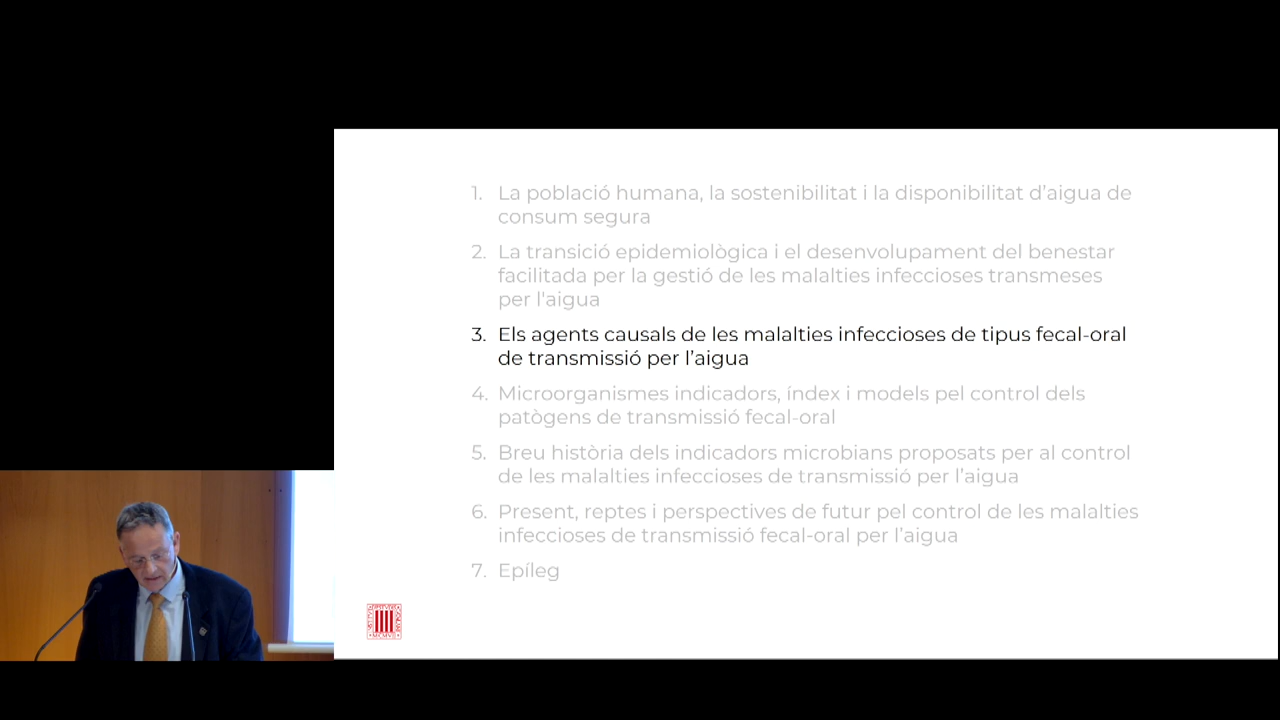 1. La població humana, la sostenibilitat i la disponibilitat d’aigua de
consum segura
2. La transició epidemiològica i el desenvolupament del benestar
facilitada per la gestió de les malalties infeccioses transmeses
per l'aigua
3. Els agents causals de les malalties infeccioses de tipus fecal-oral
de transmissió per l’aigua
4. Microorganismes indicadors, índex i models pel control dels
patògens de transmissió fecal-oral
5. Breu història dels indicadors microbians proposats per al control
de les malalties infeccioses de transmissió per l’aigua
6. Present, reptes i perspectives de futur pel control de les malalties
infeccioses de transmissió fecal-oral per l’aigua
7. Epíleg